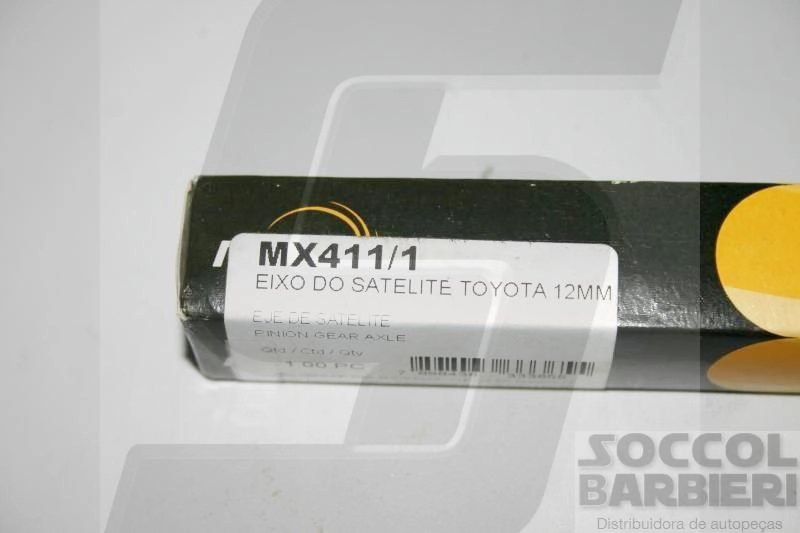 MX411/1
EIXO DO SATELITE TOYOTA 12MM
EJE DE SATELITE
PINION GEAR AXLE
Qtd / Ctd / Qty
1.00 PC
SOCCOL
BARBIERI
Distribuidora de autopeças